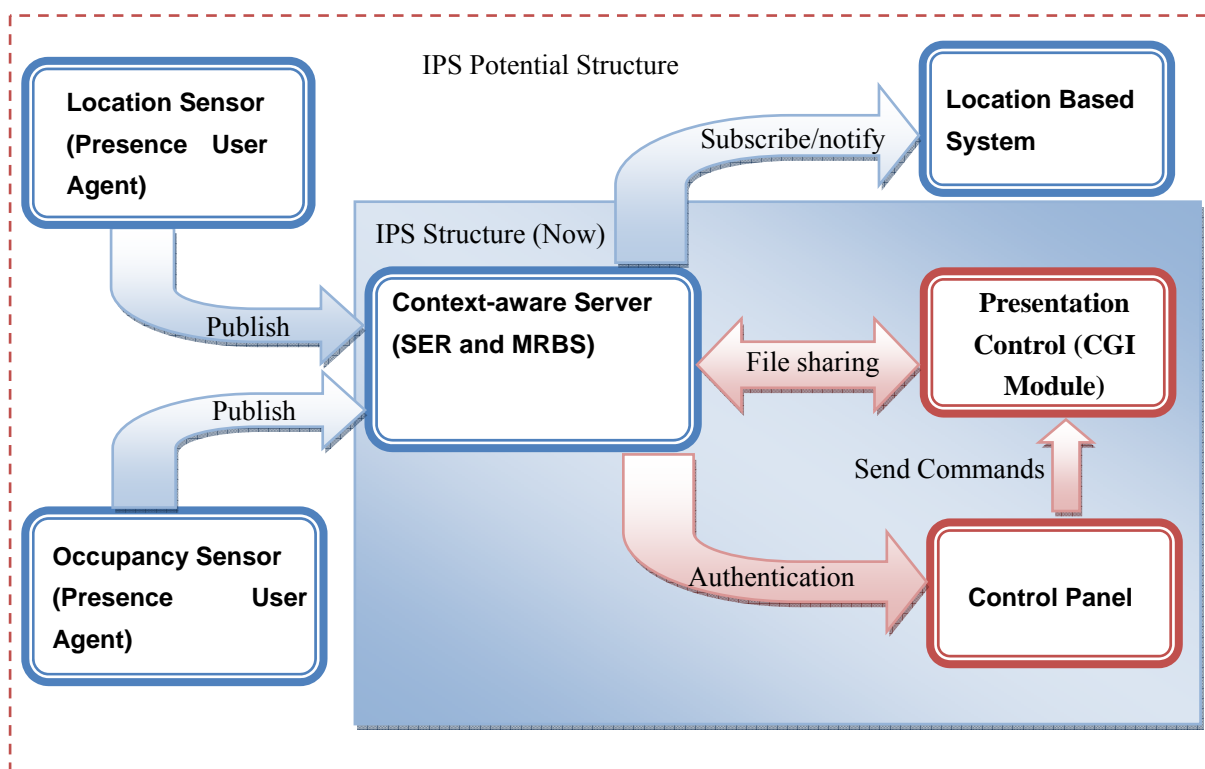 IPS Potential Structure
Location Sensor
(Presence User
Agent)
Subscribe/notify
Location Based
System
Publish
IPS Structure (Now)
Context-aware Server
(SER and MRBS)
File sharing
Presentation
Control (CGI
Module)
Publish
Send Commands
Occupancy Sensor
(Presence User
Agent)
Authentication
Control Panel